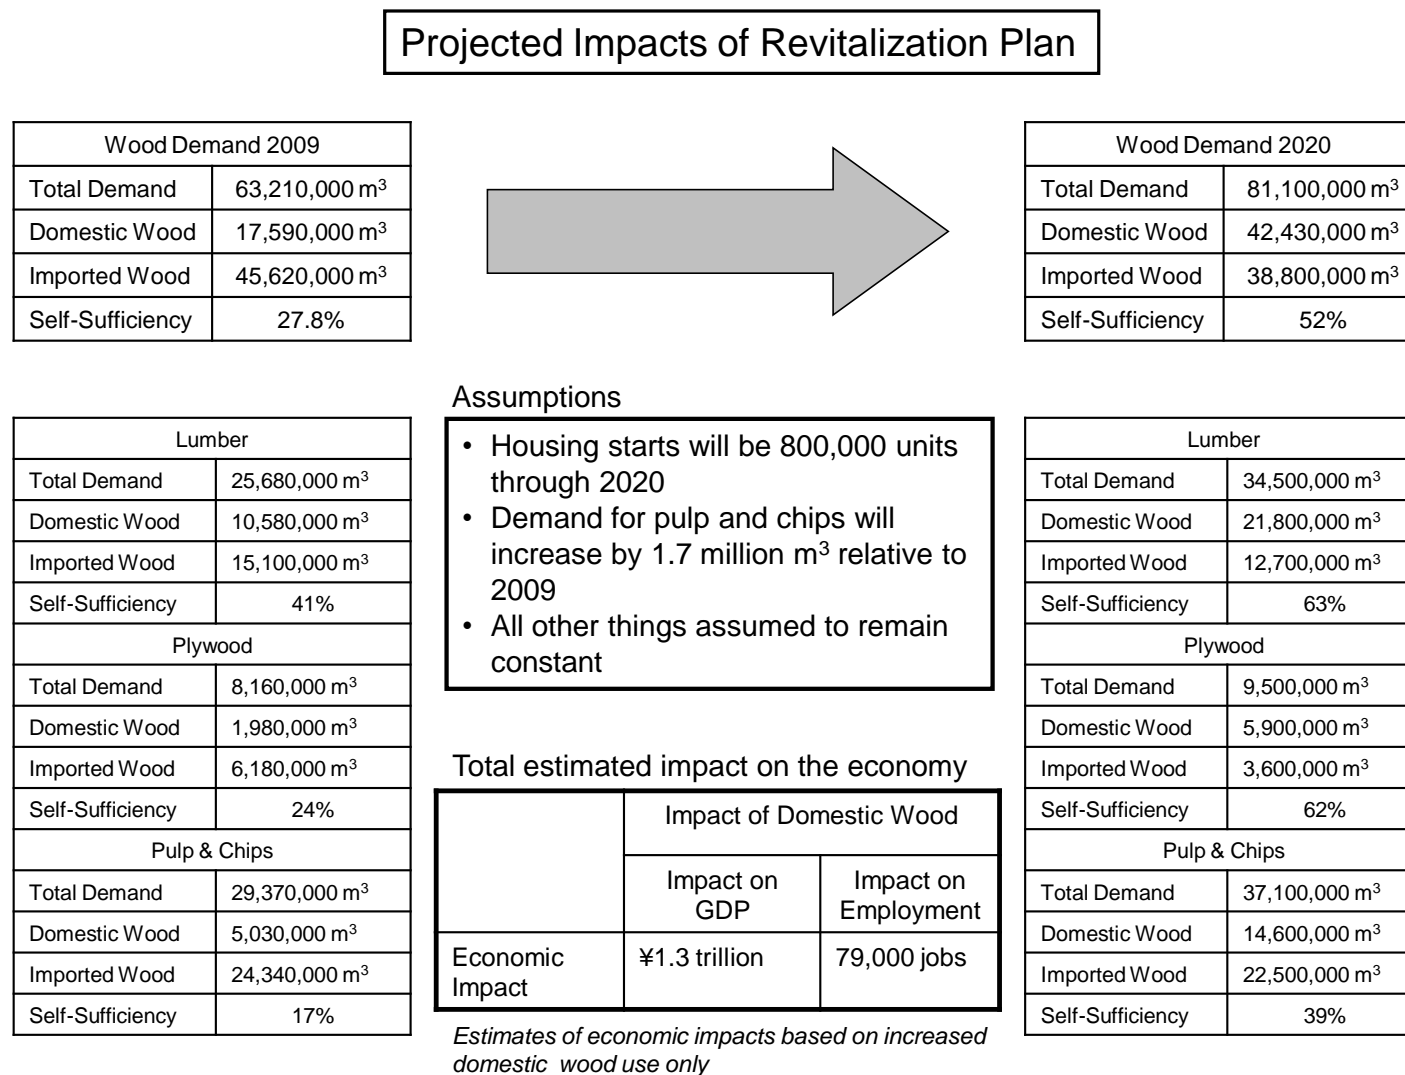 Projected Impacts of Revitalization Plan
Wood Demand 2009
Total Demand 63,210,000 m³
Domestic Wood 17,590,000 m³
Imported Wood 45,620,000 m³
Self-Sufficiency 27.8%
Wood Demand 2020
Total Demand 81,100,000 m³
Domestic Wood 42,430,000 m³
Imported Wood 38,800,000 m³
Self-Sufficiency 52%
Lumber
Total Demand 25,680,000 m³
Domestic Wood 10,580,000 m³
Imported Wood 15,100,000 m³
Self-Sufficiency 41%
Plywood
Total Demand 8,160,000 m³
Domestic Wood 1,980,000 m³
Imported Wood 6,180,000 m³
Self-Sufficiency 24%
Pulp & Chips
Total Demand 29,370,000 m³
Domestic Wood 5,030,000 m³
Imported Wood 24,340,000 m³
Self-Sufficiency 17%
Assumptions
• Housing starts will be 800,000 units
through 2020
• Demand for pulp and chips will
increase by 1.7 million m³ relative to
2009
• All other things assumed to remain
constant
Total estimated impact on the economy
Impact of Domestic Wood
Impact on
GDP
Impact on
Employment
Economic
Impact
¥1.3 trillion
79,000 jobs
Estimates of economic impacts based on increased
domestic wood use only
Lumber
Total Demand 34,500,000 m³
Domestic Wood 21,800,000 m³
Imported Wood 12,700,000 m³
Self-Sufficiency 63%
Plywood
Total Demand 9,500,000 m³
Domestic Wood 5,900,000 m³
Imported Wood 3,600,000 m³
Self-Sufficiency 62%
Pulp & Chips
Total Demand 37,100,000 m³
Domestic Wood 14,600,000 m³
Imported Wood 22,500,000 m³
Self-Sufficiency 39%